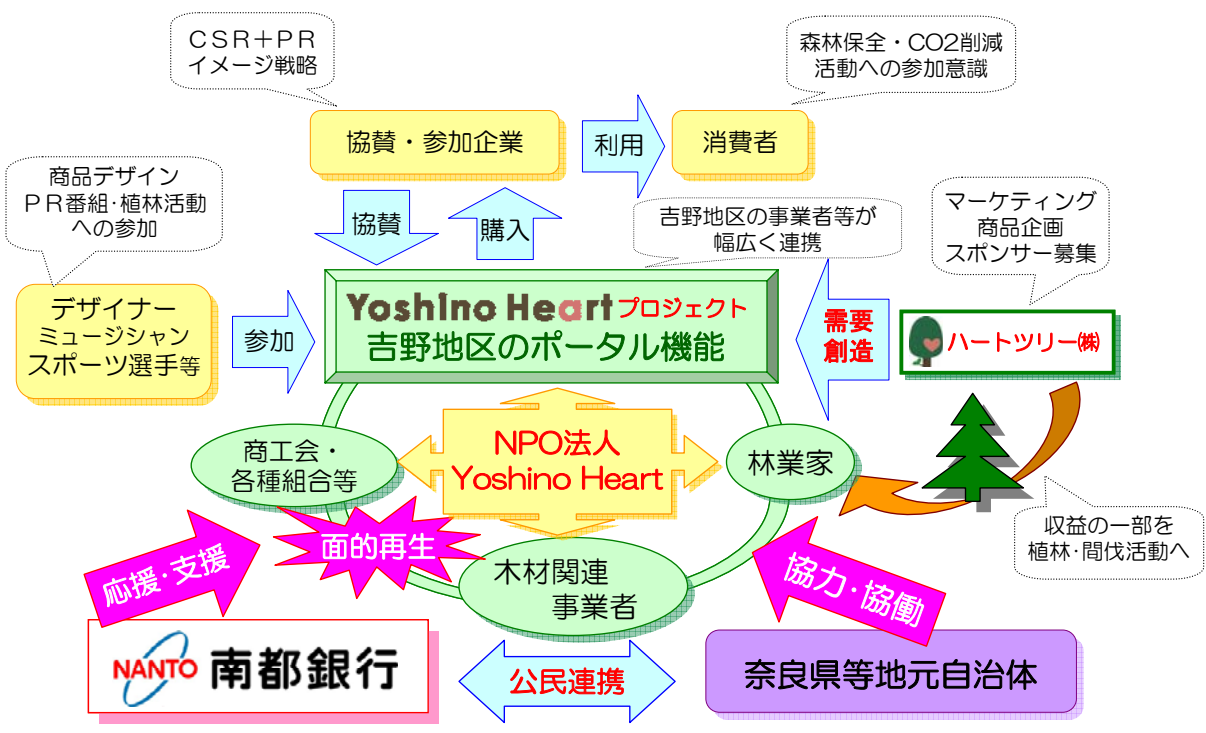 CSR+PR
イメージ戦略
森林保全・CO2削減
活動への参加意識
協賛・参加企業
利用
消費者
商品デザイン
PR番組・植林活動
への参加
協賛
購入
吉野地区の事業者等が
幅広く連携
マーケティング
商品企画
スポンサー募集
デザイナー
ミュージシャン
スポーツ選手等
参加
Yoshino Heartプロジェクト
吉野地区のポータル機能
需要
創造
ハートツリー㈱
商工会・
各種組合等
NPO法人
Yoshino Heart
林業家
収益の一部を
植林・間伐活動へ
応援・支援
面的再生
木材関連
事業者
協力・協働
NANTO 南都銀行
公民連携
奈良県等地元自治体